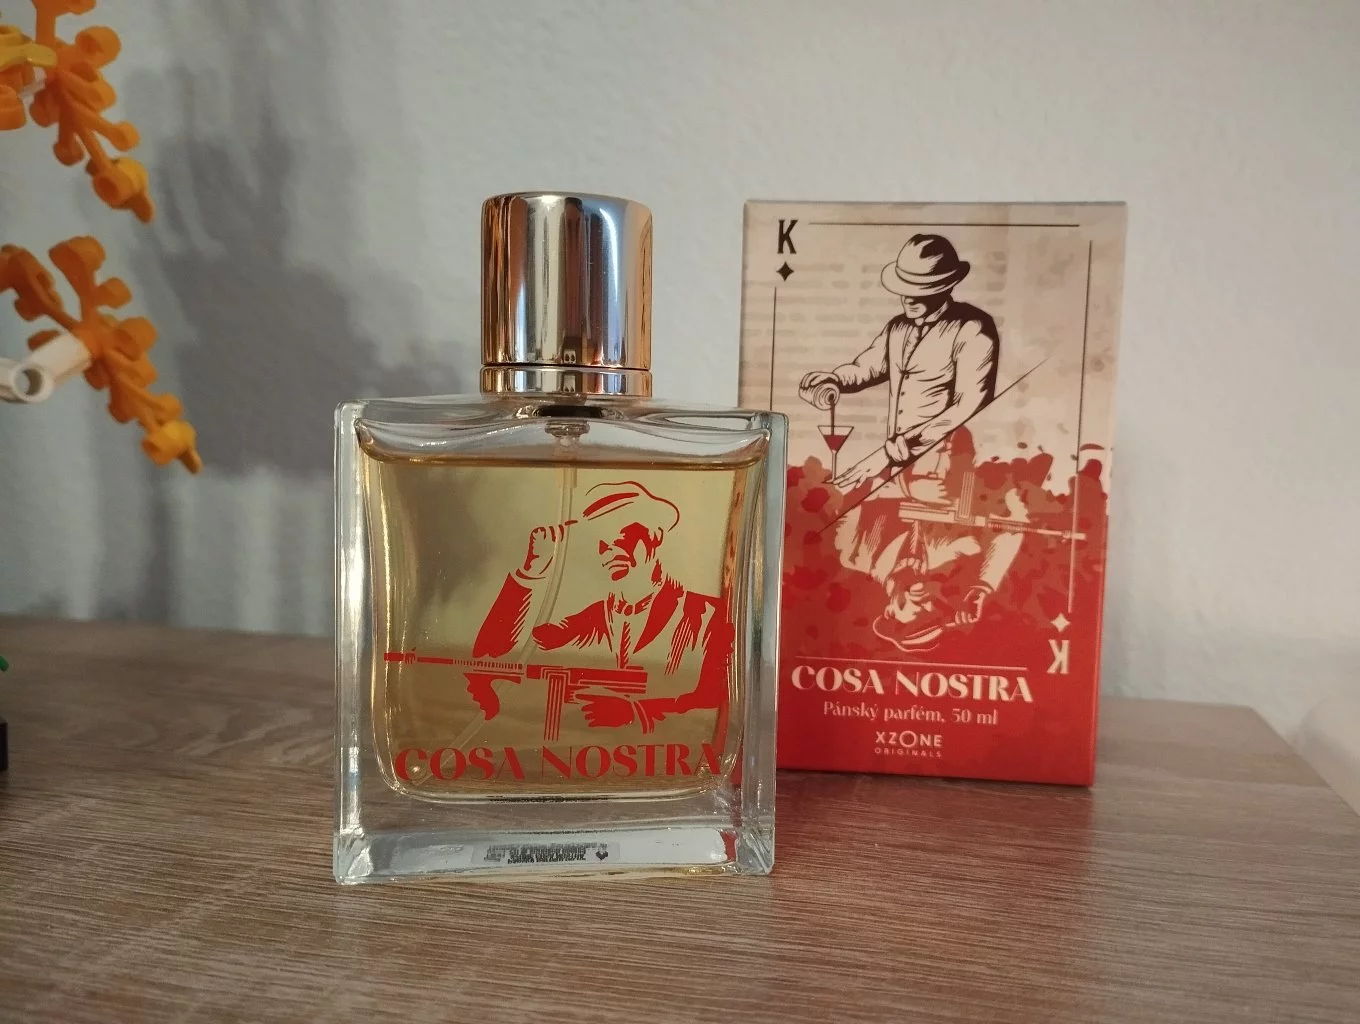 COSA NOSTRA
K
K
COSA NOSTRA
Pánský parfém, 50 ml
XZONE
ORIGINALS